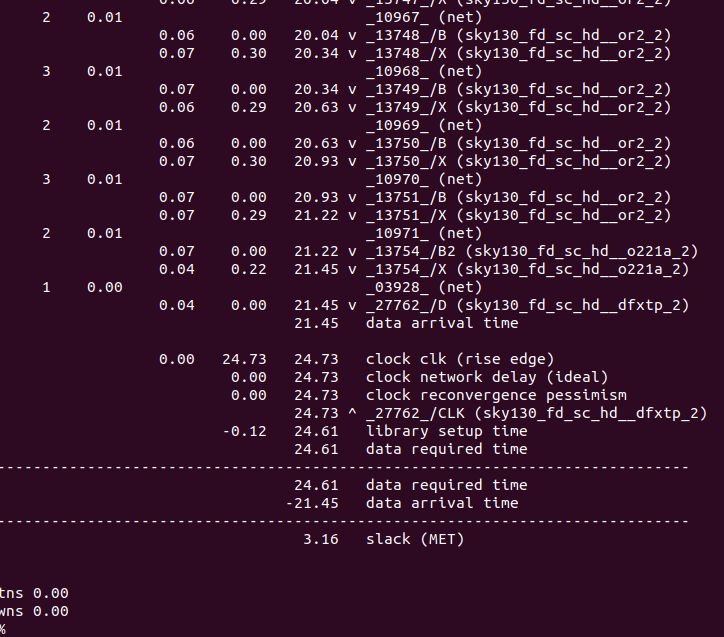 0.06 0.29 20.04 v _13747_/X (sky130_fd_sc_hd__or2_2)
2 0.01 _10967_ (net)
0.06 0.00 20.04 v _13748_/B (sky130_fd_sc_hd__or2_2)
0.07 0.30 20.34 v _13748_/X (sky130_fd_sc_hd__or2_2)
3 0.01 _10968_ (net)
0.07 0.00 20.34 v _13749_/B (sky130_fd_sc_hd__or2_2)
0.06 0.29 20.63 v _13749_/X (sky130_fd_sc_hd__or2_2)
2 0.01 _10969_ (net)
0.06 0.00 20.63 v _13750_/B (sky130_fd_sc_hd__or2_2)
0.07 0.30 20.93 v _13750_/X (sky130_fd_sc_hd__or2_2)
3 0.01 _10970_ (net)
0.07 0.00 20.93 v _13751_/B (sky130_fd_sc_hd__or2_2)
0.07 0.29 21.22 v _13751_/X (sky130_fd_sc_hd__or2_2)
2 0.01 _10971_ (net)
0.07 0.00 21.22 v _13754_/B2 (sky130_fd_sc_hd__o221a_2)
0.04 0.22 21.45 v _13754_/X (sky130_fd_sc_hd__o221a_2)
1 0.00 _03928_ (net)
0.04 0.00 21.45 v _27762_/D (sky130_fd_sc_hd__dfxtp_2)
21.45 data arrival time
0.00 24.73 24.73 clock clk (rise edge)
0.00 24.73 clock network delay (ideal)
0.00 24.73 clock reconvergence pessimism
24.73 ^ _27762_/CLK (sky130_fd_sc_hd__dfxtp_2)
-0.12 24.61 library setup time
24.61 data required time
-----------------------------------------------------------------------------
24.61 data required time
-21.45 data arrival time
-----------------------------------------------------------------------------
3.16 slack (MET)
tns 0.00
wns 0.00
%